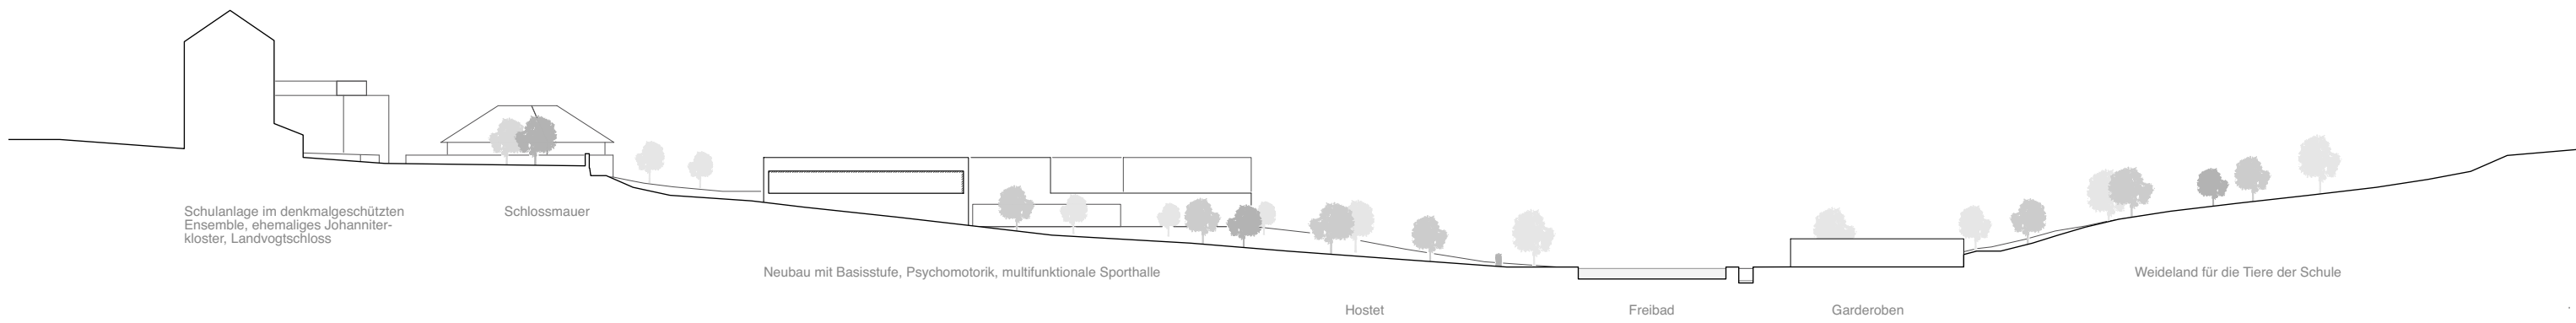 Schulanlage im denkmalgeschützten
Ensemble, ehemaliges Johanniter-
kloster, Landvogtschloss
Schlossmauer
Neubau mit Basisstufe, Psychomotorik, multifunktionale Sporthalle
Hostet
Freibad
Garderoben
Weideland für die Tiere der Schule